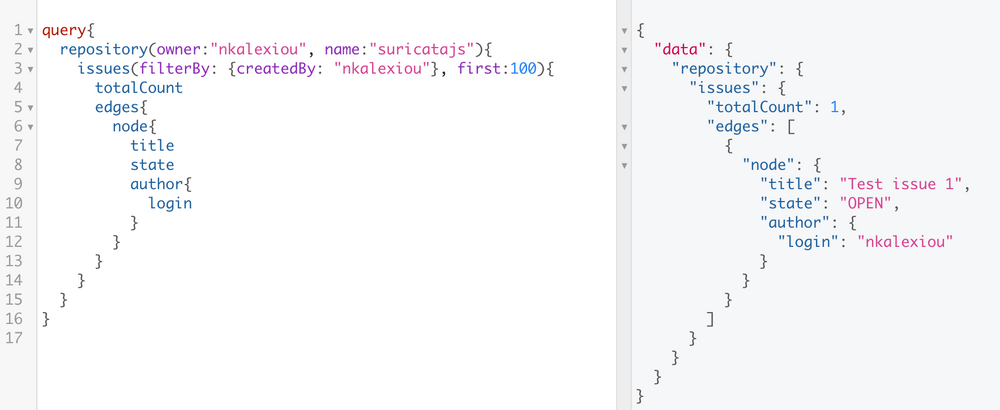 1 query{
2 repository(owner:"nkalexiou", name:"suricatajs"){
3 issues(filterBy: {createdBy: "nkalexiou"}, first:100){
4 totalCount
5 edges{
6 node{
7 title
8 state
9 author{
10 login
11 }
12 }
13 }
14 }
15 }
16 }
17
{
"data": {
"repository": {
"issues": {
"totalCount": 1,
"edges": [
{
"node": {
"title": "Test issue 1",
"state": "OPEN",
"author": {
"login": "nkalexiou"
}
}
}
]
}
}
}
}